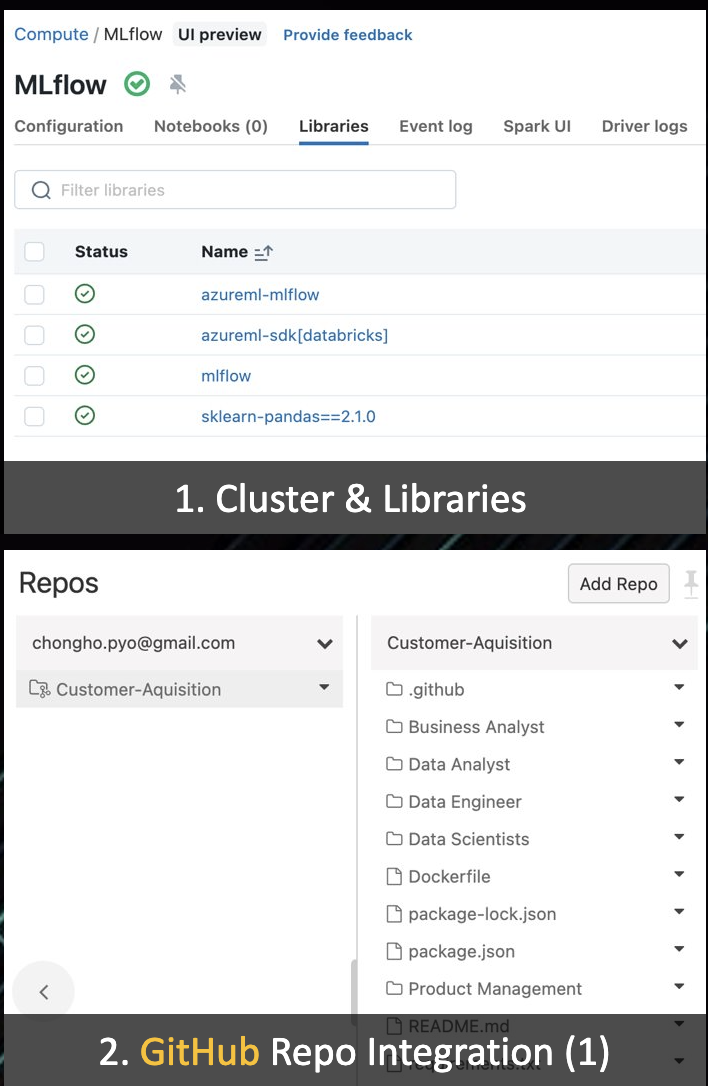 Compute / MLflow UI preview Provide feedback
MLflow
Configuration Notebooks (0) Libraries Event log Spark UI Driver logs
Filter libraries
Status Name
azureml-mlflow
azureml-sdk[databricks]
mlflow
sklearn-pandas==2.1.0
1. Cluster & Libraries
Repos Add Repo
chongho.pyo@gmail.com
Customer-Aquisition
Customer-Aquisition
.github
Business Analyst
Data Analyst
Data Engineer
Data Scientists
Dockerfile
package-lock.json
package.json
Product Management
README.md
2. GitHub Repo Integration (1)
requirements.txt